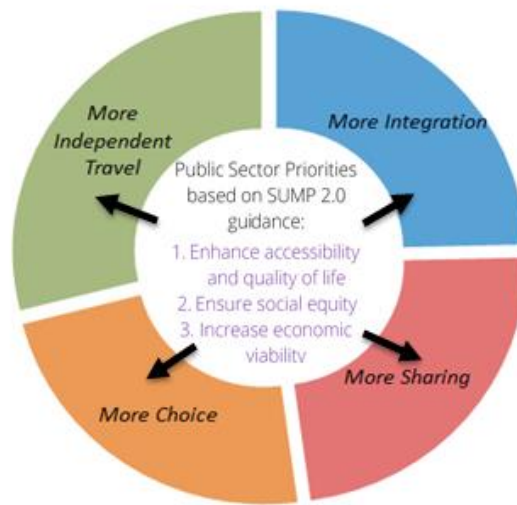 More
Independent
Travel
More Integration
Public Sector Priorities
based on SUMP 2.0
guidance:
1. Enhance accessibility
and quality of life
2. Ensure social equity
3. Increase economic
viability
More Choice
More Sharing